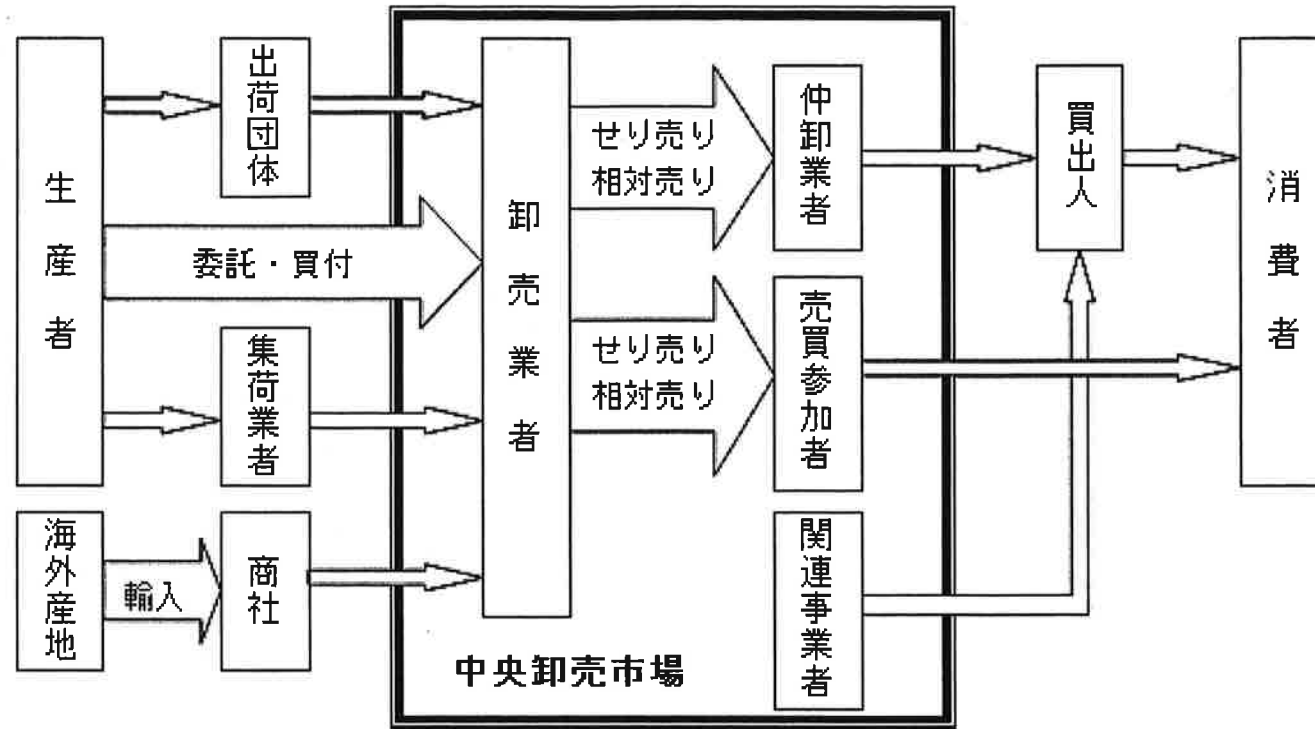 生産者
出荷団体
委託・買付
集荷業者
海外産地
輸入
商社
卸売業者
せり売り
相対売り
せり売り
相対売り
仲卸業者
売買参加者
関連事業者
中央卸売市場
買出人
消費者